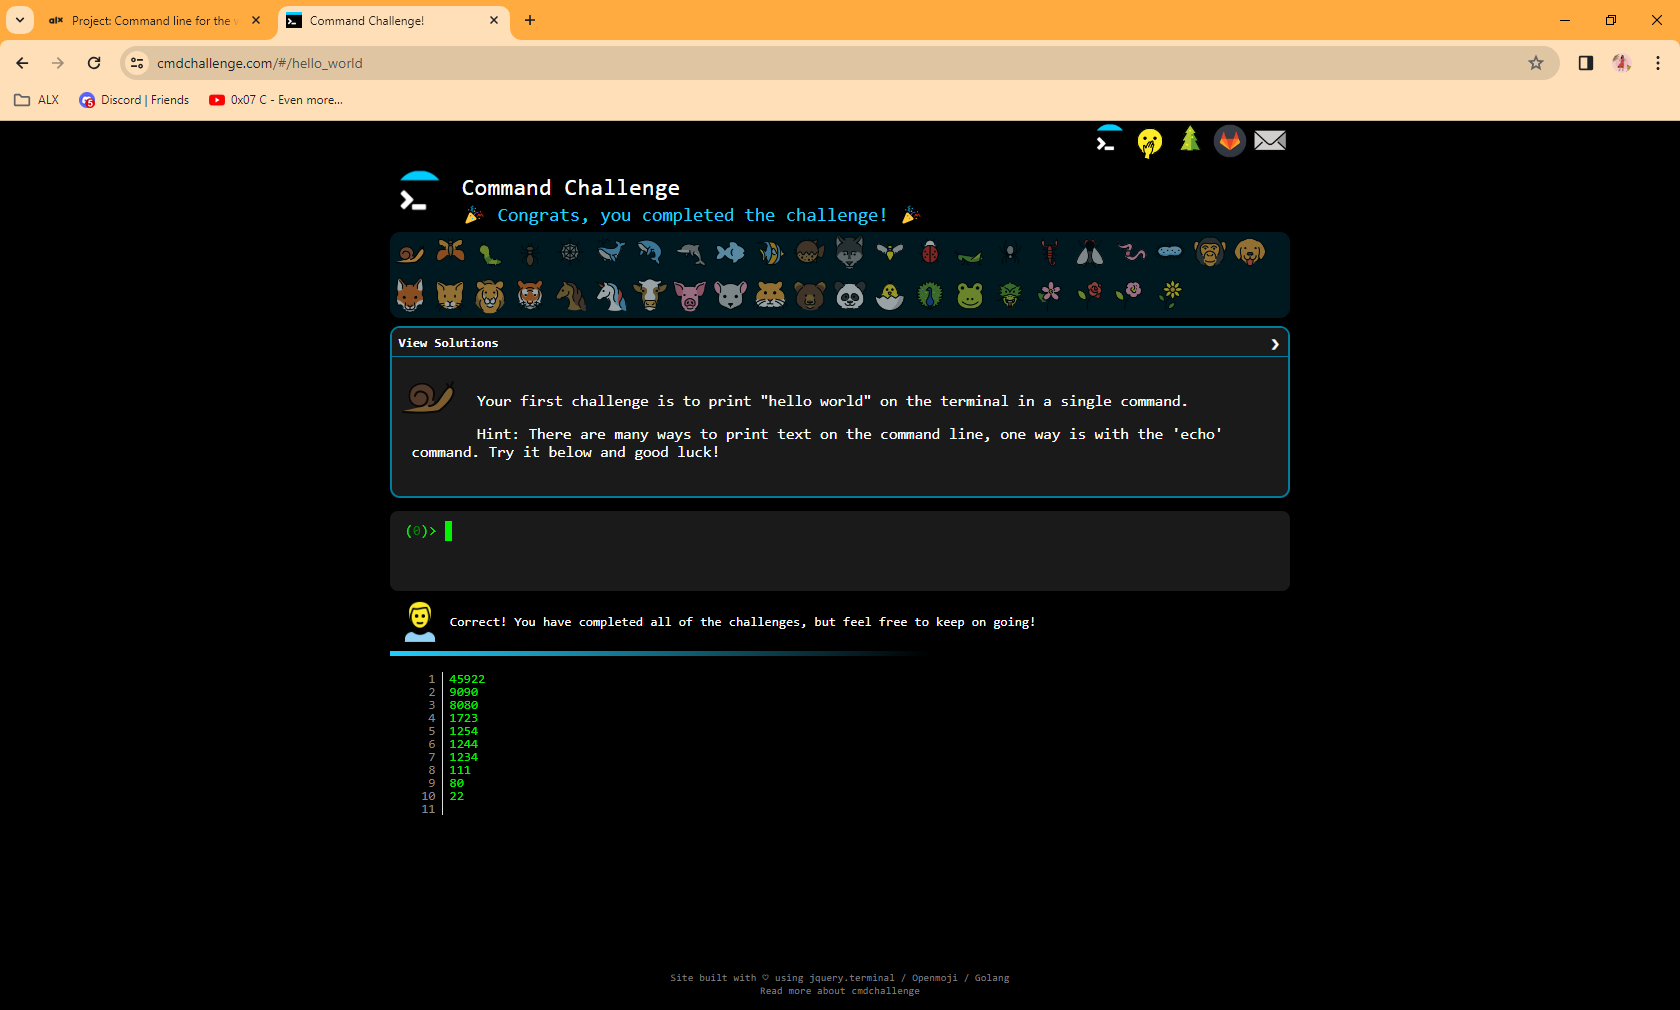 alx Project: Command line for the
Command Challenge!
cmdchallenge.com/#/hello_world
ALX
5 Discord | Friends
0x07 C - Even more...
Command Challenge
Congrats, you completed the challenge!
View Solutions
Your first challenge is to print "hello world" on the terminal in a single command.
Hint: There are many ways to print text on the command line, one way is with the 'echo'
command. Try it below and good luck!
(0)>
Correct! You have completed all of the challenges, but feel free to keep on going!
1 45922
2 9090
3 8080
4 1723
5 1254
6 1244
7 1234
8 111
9 80
10 22
11
Site built with ♡ using jquery.terminal / Openmoji / Golang
Read more about cmdchallenge